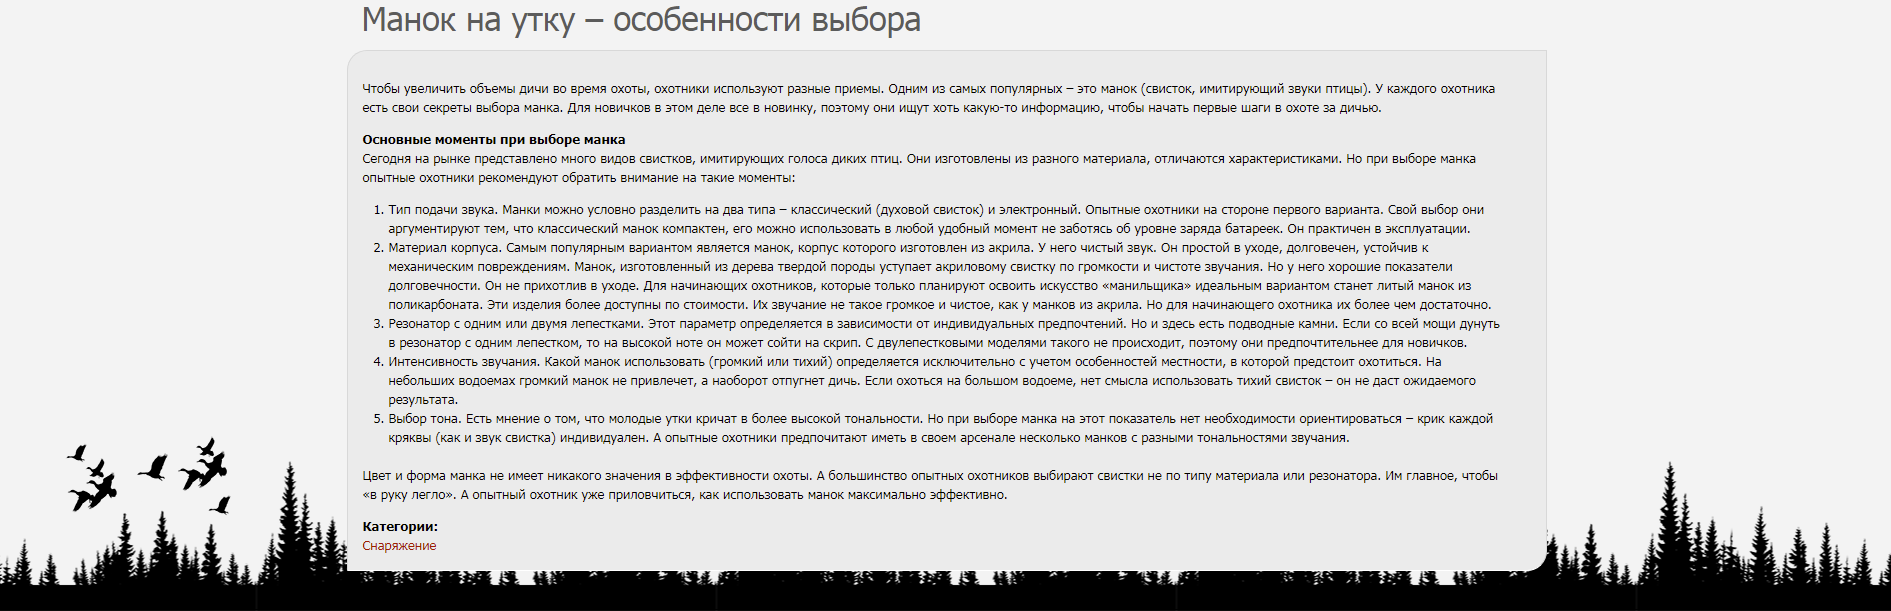 Манок на утку – особенности выбора
Чтобы увеличить объемы дичи во время охоты, охотники используют разные приемы. Одним из самых популярных – это манок (свисток, имитирующий звуки птицы). У каждого охотника
есть свои секреты выбора манка. Для новичков в этом деле все в новинку, поэтому они ищут хоть какую-то информацию, чтобы начать первые шаги в охоте за дичью.
Основные моменты при выборе манка
Сегодня на рынке представлено много видов свистков, имитирующих голоса диких птиц. Они изготовлены из разного материала, отличаются характеристиками. Но при выборе манка
опытные охотники рекомендуют обратить внимание на такие моменты:
1. Тип подачи звука. Манки можно условно разделить на два типа – классический (духовой свисток) и электронный. Опытные охотники на стороне первого варианта. Свой выбор они
аргументируют тем, что классический манок компактен, его можно использовать в любой удобный момент не заботясь об уровне заряда батареек. Он практичен в эксплуатации.
2. Материал корпуса. Самым популярным вариантом является манок, корпус которого изготовлен из акрила. У него чистый звук. Он простой в уходе, долговечен, устойчив к
механическим повреждениям. Манок, изготовленный из дерева твердой породы уступает акриловому свистку по громкости и чистоте звучания. Но у него хорошие показатели
долговечности. Он не прихотлив в уходе. Для начинающих охотников, которые только планируют освоить искусство «манильщика» идеальным вариантом станет литый манок из
поликарбоната. Эти изделия более доступны по стоимости. Их звучание не такое громкое и чистое, как у манков из акрила. Но для начинающего охотника их более чем достаточно.
3. Резонатор с одним или двумя лепестками. Этот параметр определяется в зависимости от индивидуальных предпочтений. Но и здесь есть подводные камни. Если со всей мощи дунуть
в резонатор с одним лепестком, то на высокой ноте он может сойти на скрип. С двулепестковыми моделями такого не происходит, поэтому они предпочтительнее для новичков.
4. Интенсивность звучания. Какой манок использовать (громкий или тихий) определяется исключительно с учетом особенностей местности, в которой предстоит охотиться. На
небольших водоемах громкий манок не привлечет, а наоборот отпугнет дичь. Если охоться на большом водоеме, нет смысла использовать тихий свисток – он не даст ожидаемого
результата.
5. Выбор тона. Есть мнение о том, что молодые утки кричат в более высокой тональности. Но при выборе манка на этот показатель нет необходимости ориентироваться – крик каждой
кряквы (как и звук свистка) индивидуален. А опытные охотники предпочитают иметь в своем арсенале несколько манков с разными тональностями звучания.
Цвет и форма манка не имеет никакого значения в эффективности охоты. А большинство опытных охотников выбирают свистки не по типу материала или резонатора. Им главное, чтобы
«в руку легло». А опытный охотник уже приловчиться, как использовать манок максимально эффективно.
Категории:
Снаряжение